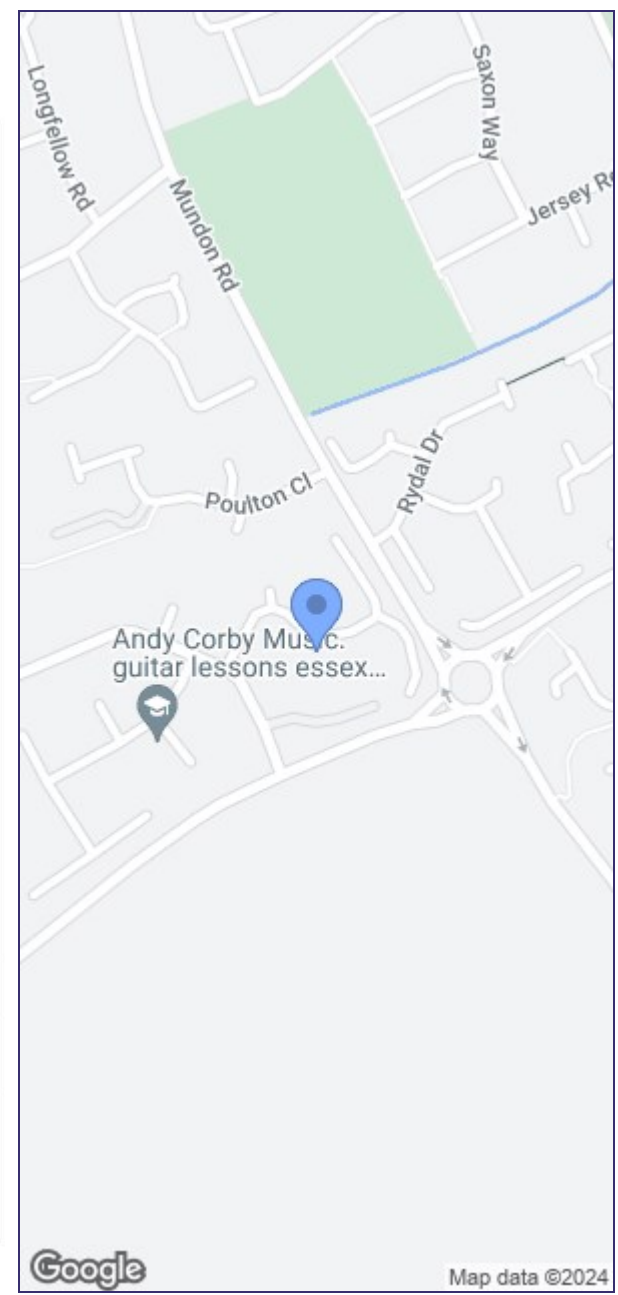 Longfellow Rd
Saxon Way
Mundon Rd
Jersey R
Rydal Dr
Poulton Cl
Andy Corby Music.
guitar lessons essex...
Google
Map data ©2024